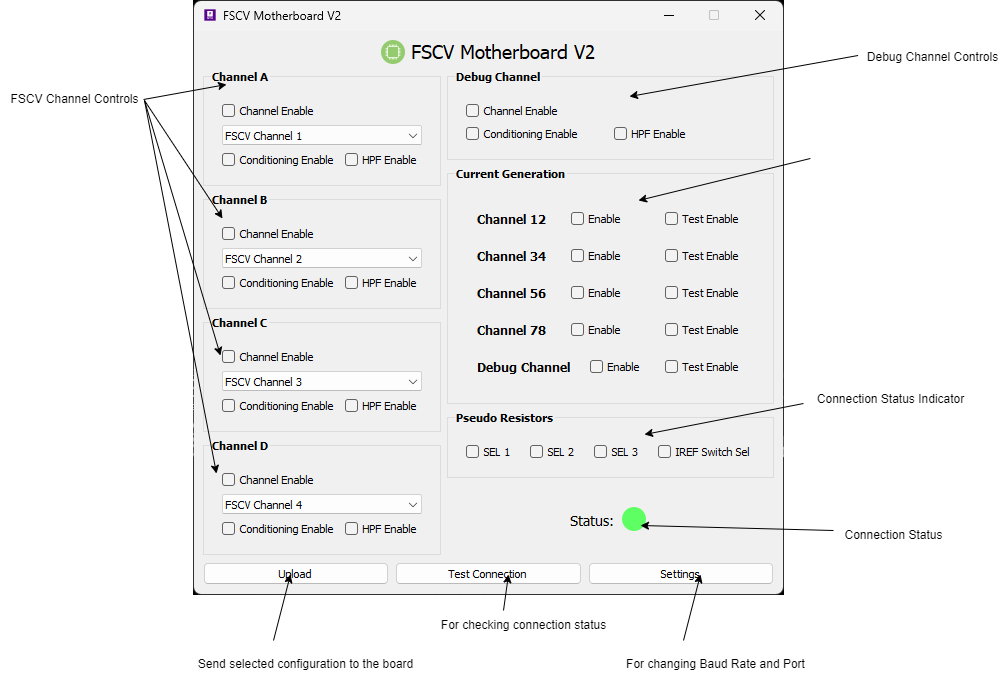 FSCV Motherboard V2
FSCV Motherboard V2
FSCV Channel Controls
Channel A
Channel Enable
FSCV Channel 1
Conditioning Enable HPF Enable
Channel B
Channel Enable
FSCV Channel 2
Conditioning Enable HPF Enable
Channel C
Channel Enable
FSCV Channel 3
Conditioning Enable HPF Enable
Channel D
Channel Enable
FSCV Channel 4
Conditioning Enable HPF Enable
Debug Channel
Channel Enable
Conditioning Enable HPF Enable
Debug Channel Controls
Current Generation
Channel 12 Enable Test Enable
Channel 34 Enable Test Enable
Channel 56 Enable Test Enable
Channel 78 Enable Test Enable
Debug Channel Enable Test Enable
Pseudo Resistors
SEL 1 SEL 2 SEL 3 IREF Switch Sel
Connection Status Indicator
Status:
Connection Status
Upload Test Connection Settings
For checking connection status
Send selected configuration to the board
For changing Baud Rate and Port